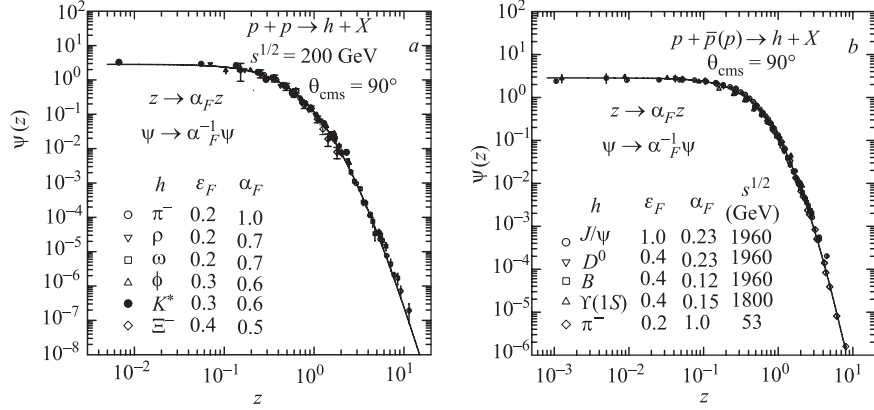 p + p → h + X
a
s^{1/2} = 200 GeV
θ_{cms} = 90°
z → α_F z
ψ → α_F^{-1} ψ
h ε_F α_F
π^- 0.2 1.0
ρ 0.2 0.7
ω 0.2 0.7
ϕ 0.3 0.6
K* 0.3 0.6
Ξ^- 0.4 0.5
ψ(z)
10^2
10^1
10^0
10^{-1}
10^{-2}
10^{-3}
10^{-4}
10^{-5}
10^{-6}
10^{-7}
10^{-8}
10^{-2} 10^{-1} 10^0 10^1
z
p + p̄(p) → h + X
b
θ_{cms} = 90°
z → α_F z
ψ → α_F^{-1} ψ
h ε_F α_F s^{1/2} (GeV)
J/ψ 1.0 0.23 1960
D^0 0.4 0.23 1960
B 0.4 0.12 1960
ϒ(1S) 0.4 0.15 1800
π^- 0.2 1.0 53
ψ(z)
10^2
10^1
10^0
10^{-1}
10^{-2}
10^{-3}
10^{-4}
10^{-5}
10^{-6}
10^{-3} 10^{-2} 10^{-1} 10^0 10^1
z